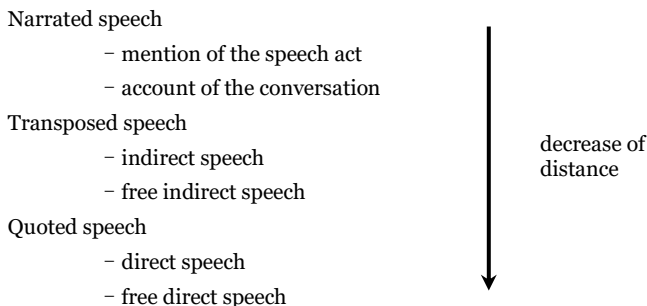 Narrated speech
– mention of the speech act
– account of the conversation
Transposed speech
– indirect speech
– free indirect speech
Quoted speech
– direct speech
– free direct speech
decrease of
distance